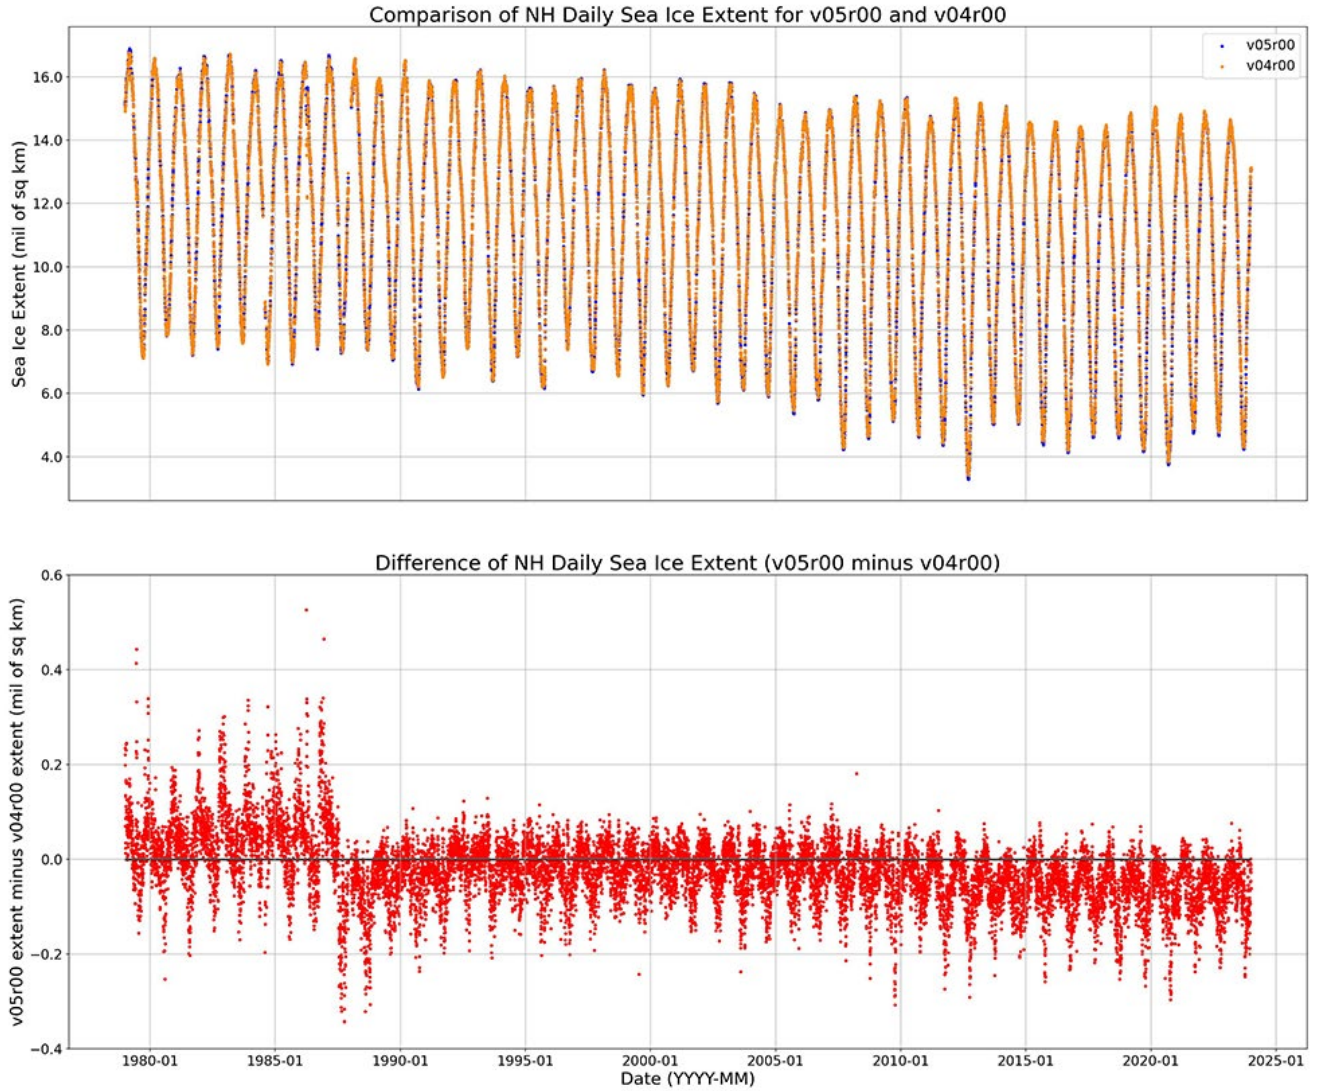 Comparison of NH Daily Sea Ice Extent for v05r00 and v04r00
v05r00
v04r00
Sea Ice Extent (mil of sq km)
16.0
14.0
12.0
10.0
8.0
6.0
4.0
Difference of NH Daily Sea Ice Extent (v05r00 minus v04r00)
v05r00 extent minus v04r00 extent (mil of sq km)
0.6
0.4
0.2
0.0
−0.2
−0.4
1980-01 1985-01 1990-01 1995-01 2000-01 2005-01 2010-01 2015-01 2020-01 2025-01
Date (YYYY-MM)